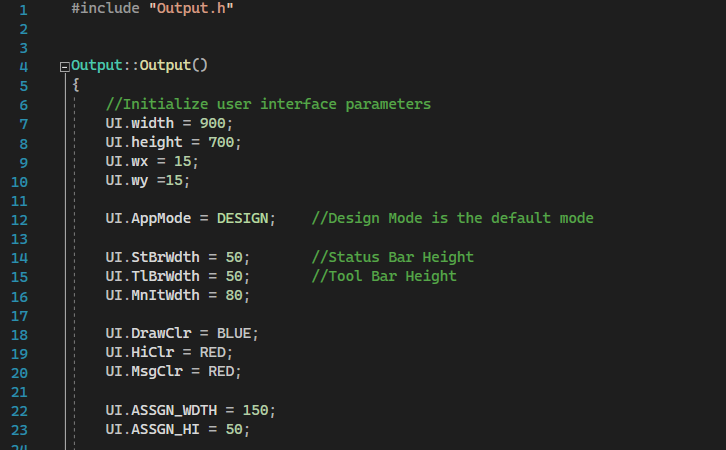 1 #include "Output.h"
2
3
4 Output::Output()
5 {
6 //Initialize user interface parameters
7 UI.width = 900;
8 UI.height = 700;
9 UI.wx = 15;
10 UI.wy =15;
11
12 UI.AppMode = DESIGN; //Design Mode is the default mode
13
14 UI.StBrWdth = 50; //Status Bar Height
15 UI.TlBrWdth = 50; //Tool Bar Height
16 UI.MnItWdth = 80;
17
18 UI.DrawClr = BLUE;
19 UI.HiClr = RED;
20 UI.MsgClr = RED;
21
22 UI.ASSGN_WDTH = 150;
23 UI.ASSGN_HI = 50;